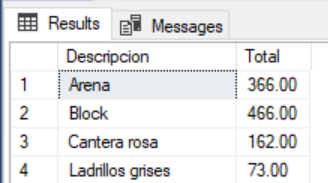 Results Messages
Descripcion Total
1 Arena 366.00
2 Block 466.00
3 Cantera rosa 162.00
4 Ladrillos grises 73.00